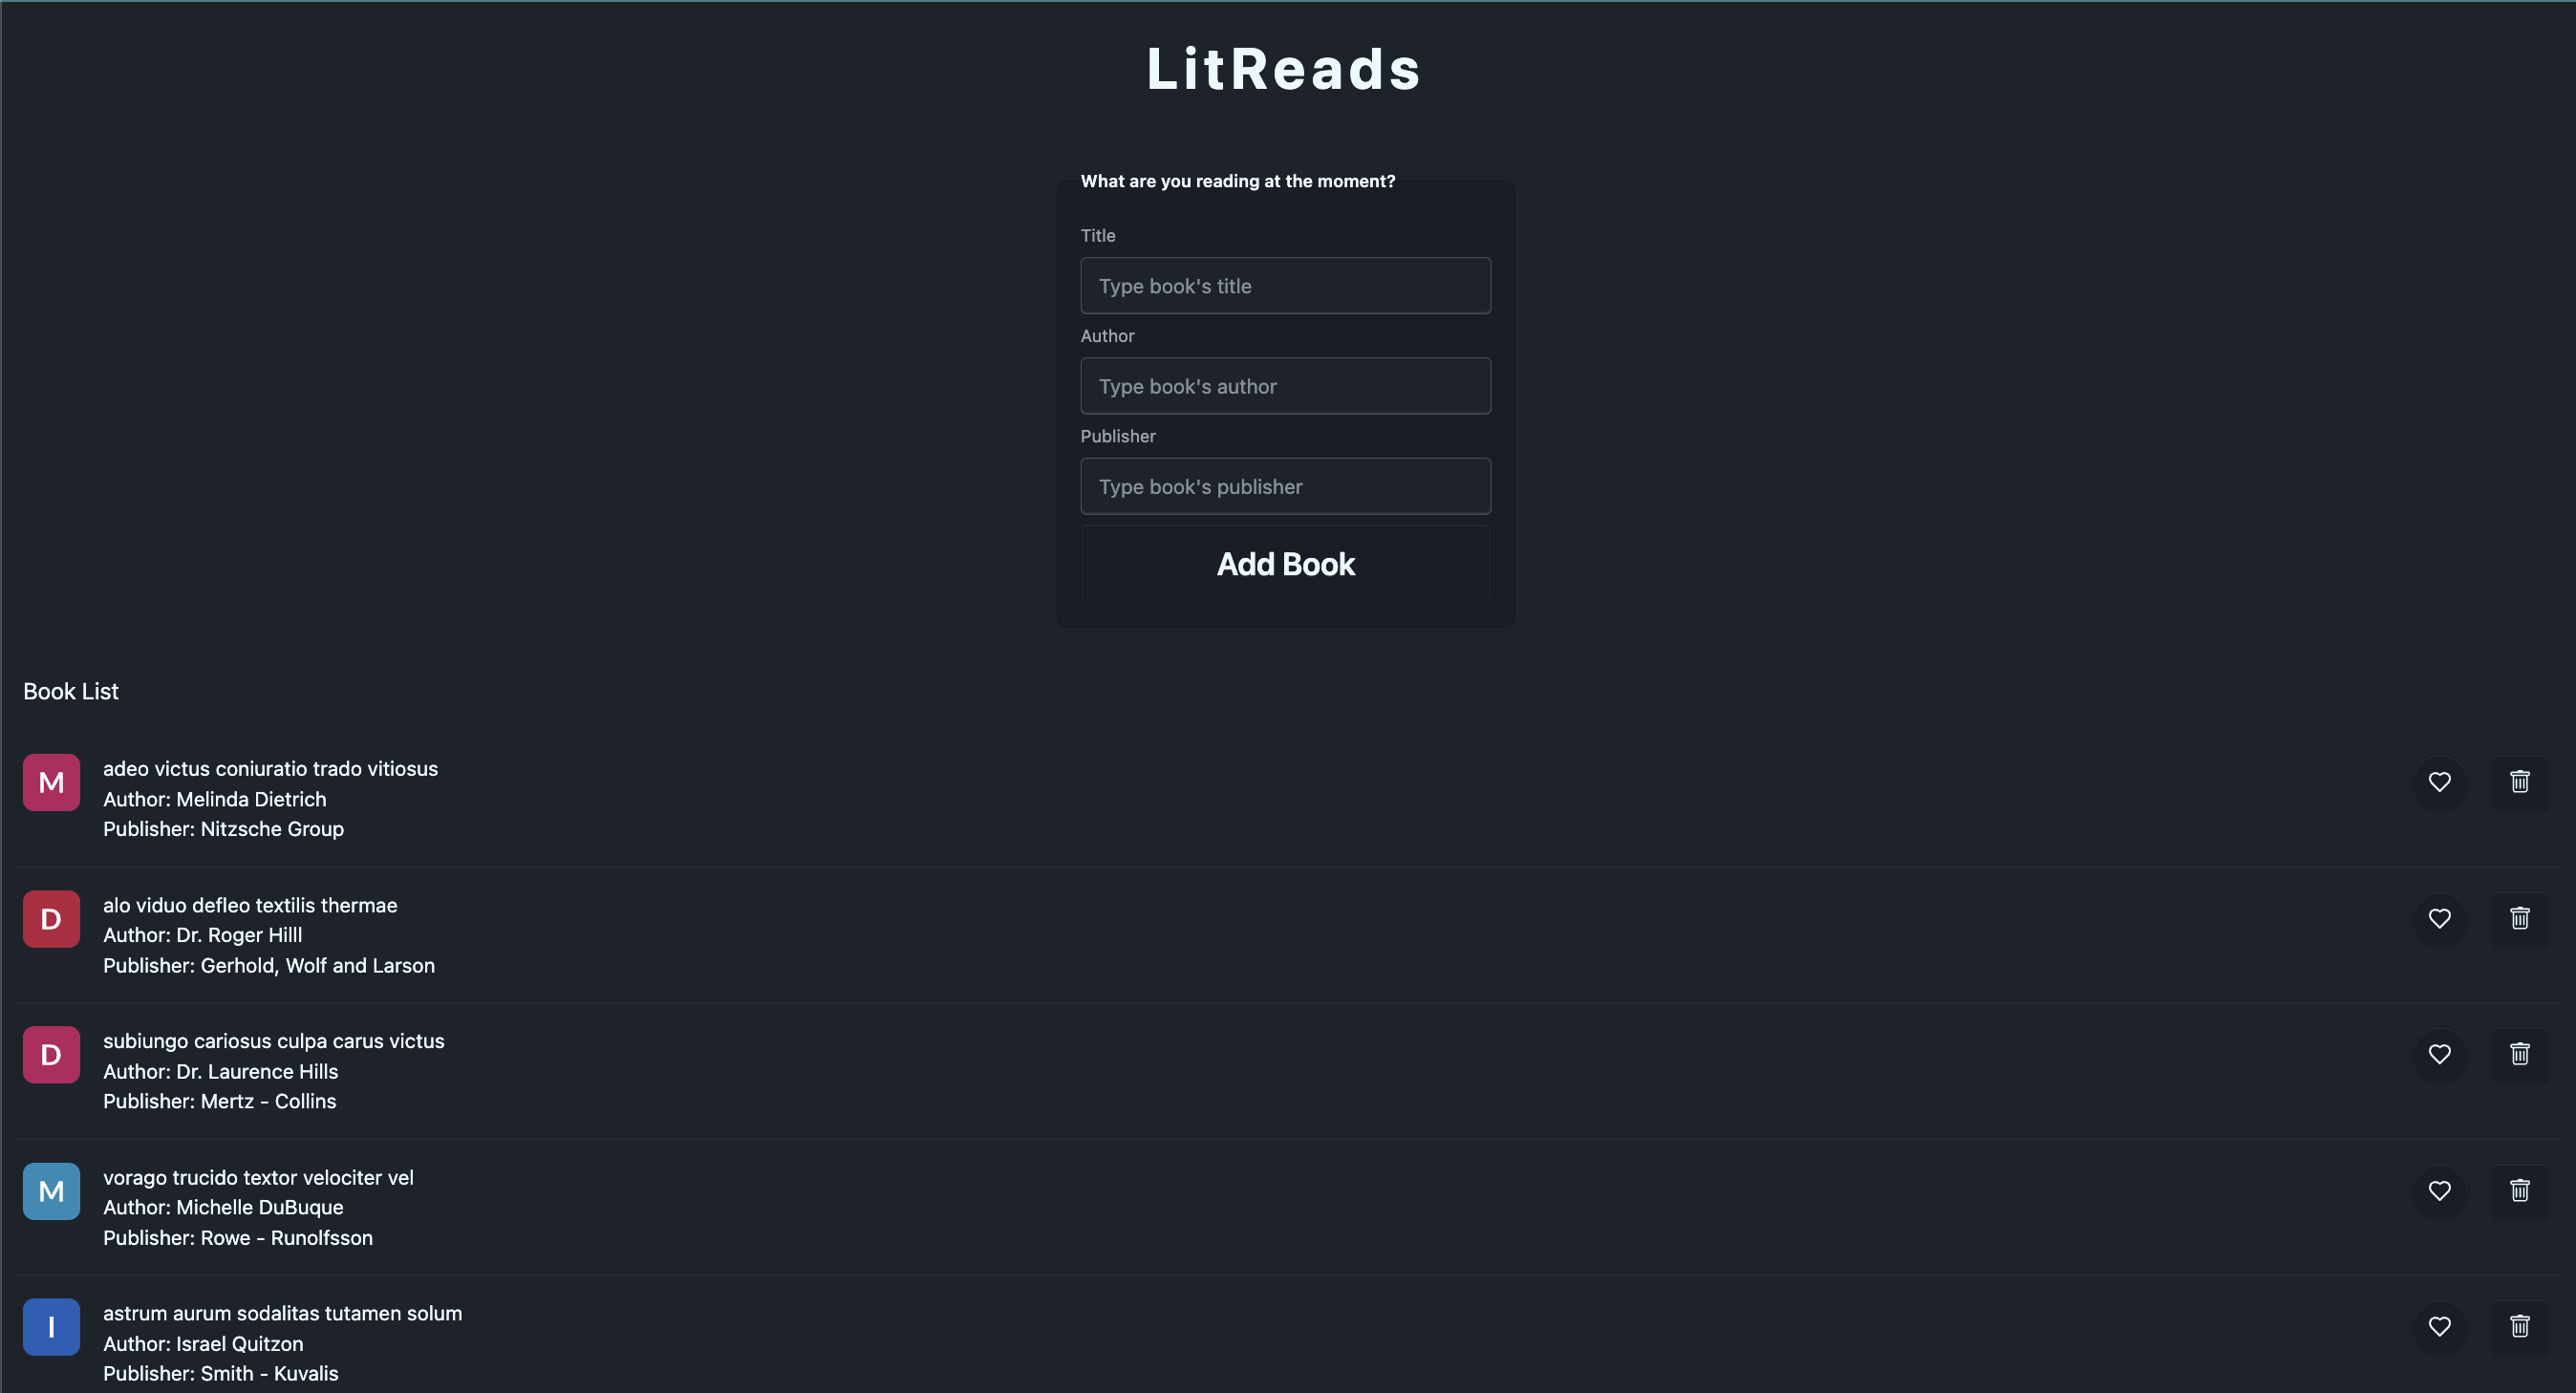 LitReads
What are you reading at the moment?
Title
Type book's title
Author
Type book's author
Publisher
Type book's publisher
Add Book
Book List
M
adeo victus coniuratio trado vitiosus
Author: Melinda Dietrich
Publisher: Nitzsche Group
D
alo viduo defleo textilis thermae
Author: Dr. Roger Hilll
Publisher: Gerhold, Wolf and Larson
D
subiungo cariosus culpa carus victus
Author: Dr. Laurence Hills
Publisher: Mertz - Collins
M
vorago trucido textor velociter vel
Author: Michelle DuBuque
Publisher: Rowe - Runolfsson
I
astrum aurum sodalitas tutamen solum
Author: Israel Quitzon
Publisher: Smith - Kuvalis